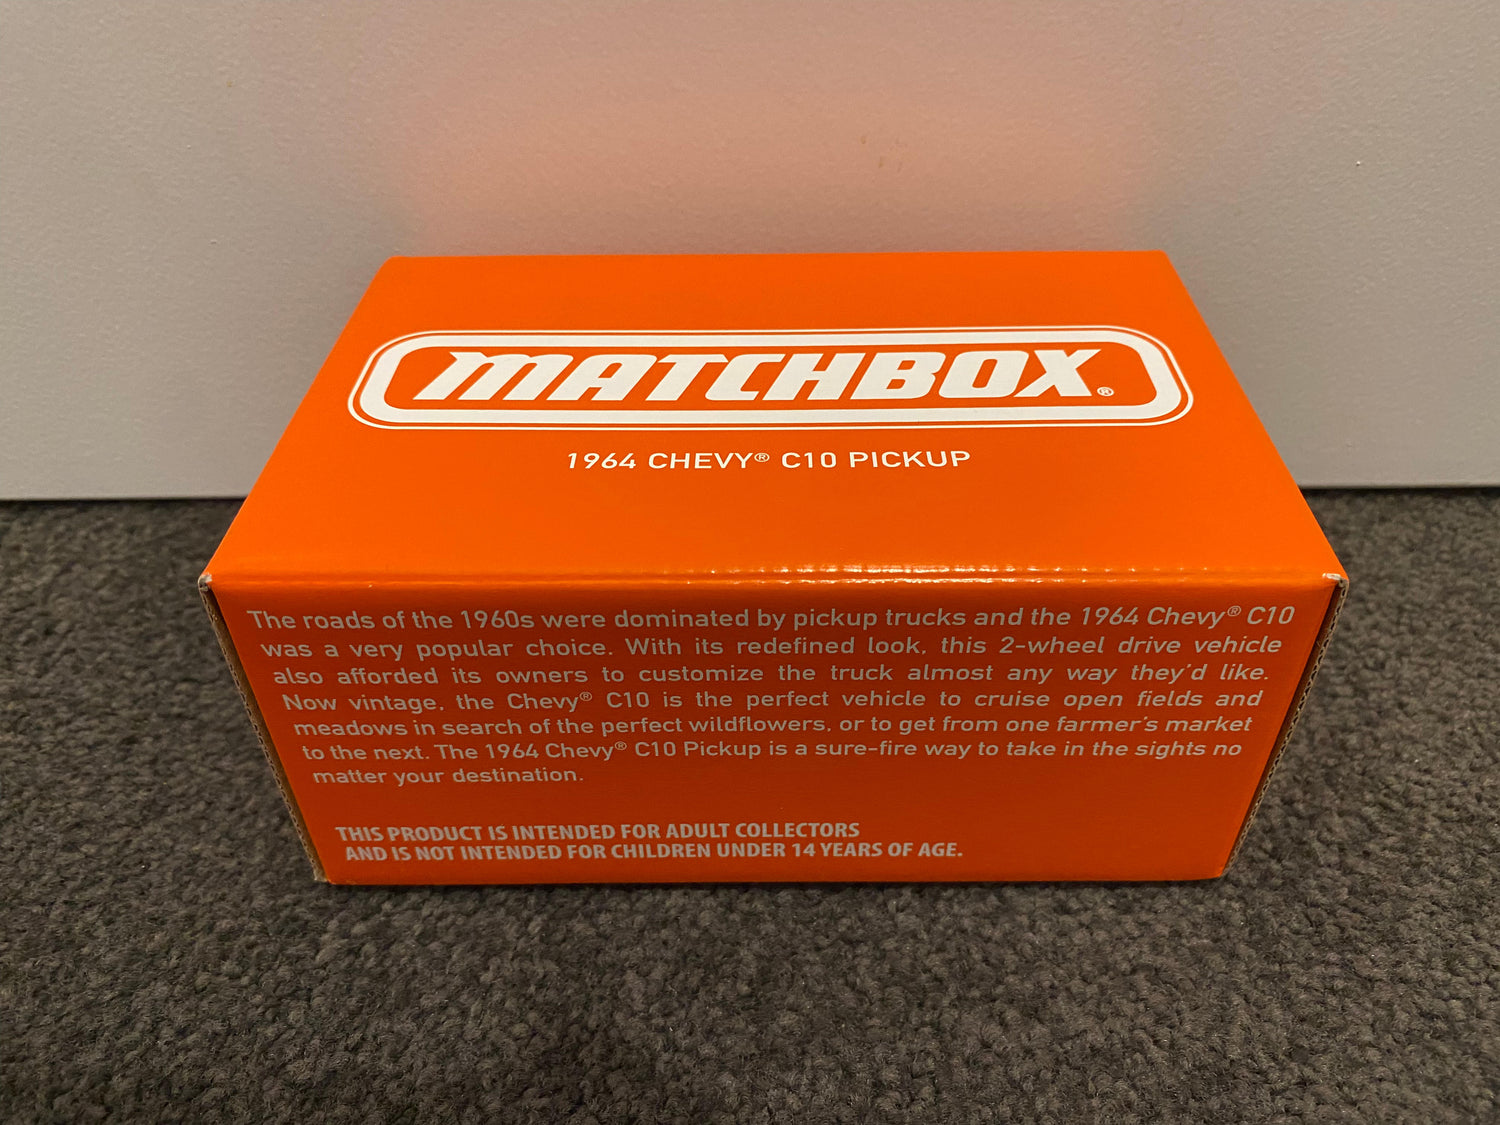 MATCHBOX®
1964 CHEVY® C10 PICKUP
The roads of the 1960s were dominated by pickup trucks and the 1964 Chevy® C10
was a very popular choice. With its redefined look, this 2-wheel drive vehicle
also afforded its owners to customize the truck almost any way they'd like.
Now vintage, the Chevy® C10 is the perfect vehicle to cruise open fields and
meadows in search of the perfect wildflowers, or to get from one farmer's market
to the next. The 1964 Chevy® C10 Pickup is a sure-fire way to take in the sights no
matter your destination.
THIS PRODUCT IS INTENDED FOR ADULT COLLECTORS
AND IS NOT INTENDED FOR CHILDREN UNDER 14 YEARS OF AGE.